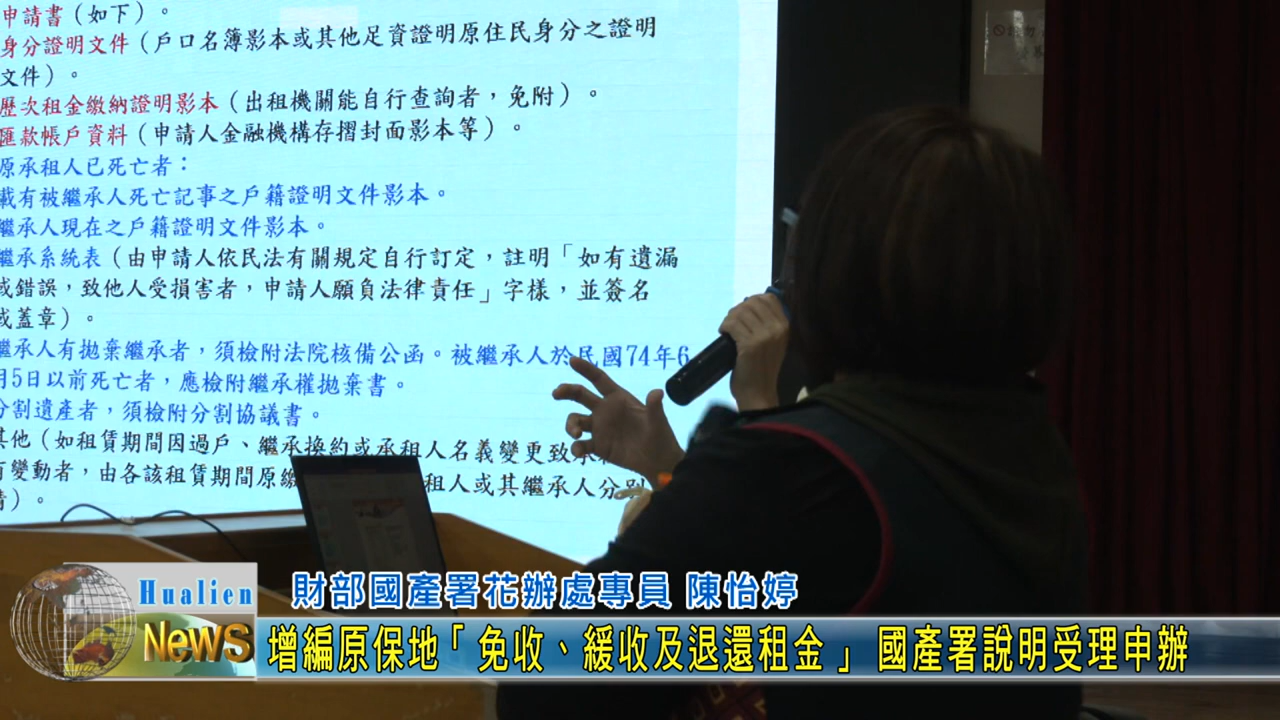 申請書（如下）。
身分證明文件（戶口名簿影本或其他足資證明原住民身分之證明
文件）。
歷次租金繳納證明影本（出租機關能自行查詢者，免附）。
匯款帳戶資料（申請人金融機構存摺封面影本等）。
原承租人已死亡者：
載有被繼承人死亡記事之戶籍證明文件影本。
繼承人現在之戶籍證明文件影本。
繼承系統表（由申請人依民法有關規定自行訂定，註明「如有遺漏
或錯誤，致他人受損害者，申請人願負法律責任」字樣，並簽名
或蓋章）。
繼承人有拋棄繼承者，須檢附法院核備公函。被繼承人於民國74年6
月5日以前死亡者，應檢附繼承權拋棄書。
分割遺產者，須檢附分割協議書。
其他（如租賃期間因過戶、繼承換約或承租人名義變更致承
有變動者，由各該租賃期間原繳 租人或其繼承人分別
請）。
Hualien
News
財部國產署花辦處專員 陳怡婷
增編原保地「免收、緩收及退還租金」 國產署說明受理申辦